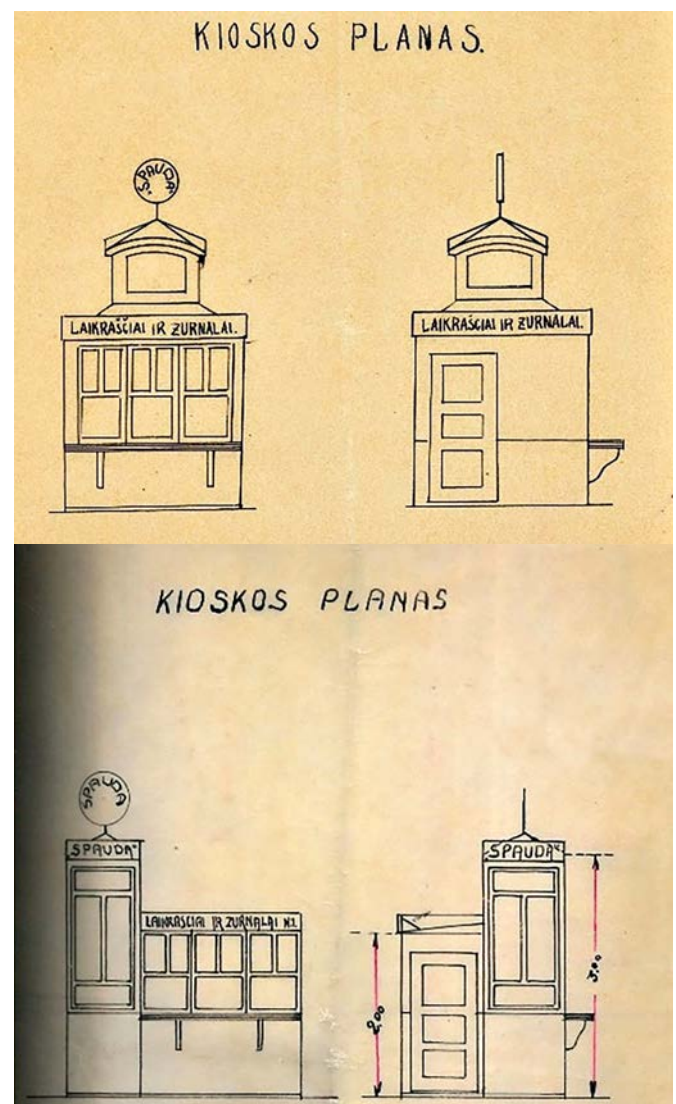 KIOSKOS PLANAS.
"SPAUDA"
LAIKRAŠČIAI IR ŽURNALAI.
LAIKRAŠČIAI IR ŽURNALAI.
KIOSKOS PLANAS
SPAUDA
"SPAUDA"
"SPAUDA"
LAIKRAŠČIAI IR ŽURNALAI N1.
2,00
3,00